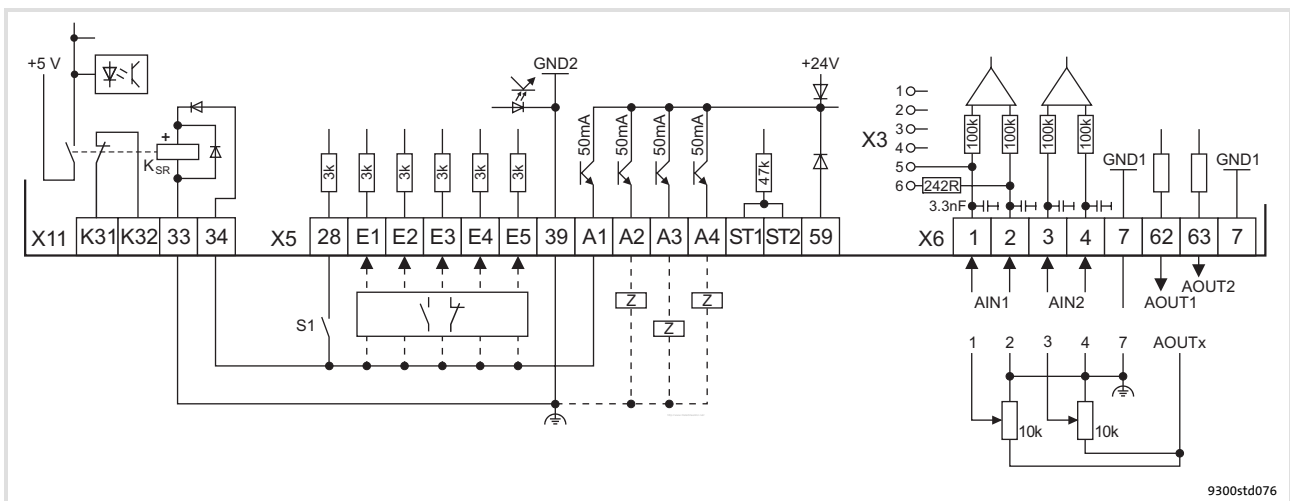 +5 V
+
K_SR
X11 K31 K32 33 34
GND2
+24V
50mA 50mA 50mA 50mA
3k 3k 3k 3k 3k 3k
47k
X5 28 E1 E2 E3 E4 E5 39 A1 A2 A3 A4 ST1 ST2 59
S1
Z Z Z
X3
1
2
3
4
5
6
242R
100k 100k 100k 100k
3.3nF
GND1 GND1
X6 1 2 3 4 7 62 63 7
AIN1 AIN2 AOUT1 AOUT2
1 2 3 4 7 AOUTx
10k 10k
9300std076